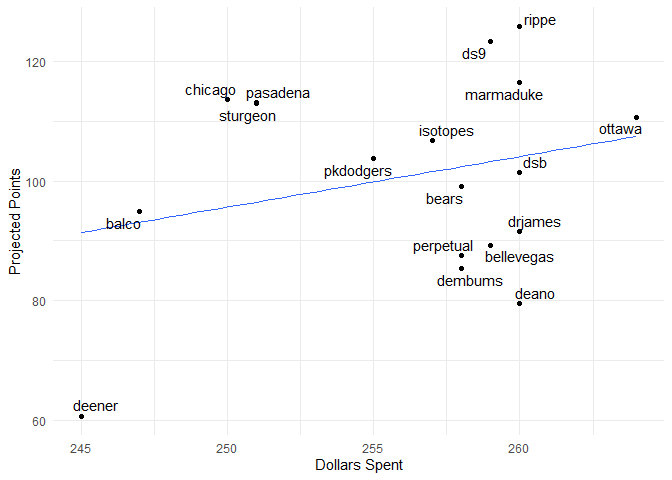 rippe
ds9
120
chicago
pasadena
marmaduke
sturgeon
isotopes
ottawa
dsb
pkdodgers
100
bears
balco
drjames
perpetual
bellevegas
dembums
deano
80
deener
60
245
250
255
260
Dollars Spent
Projected Points